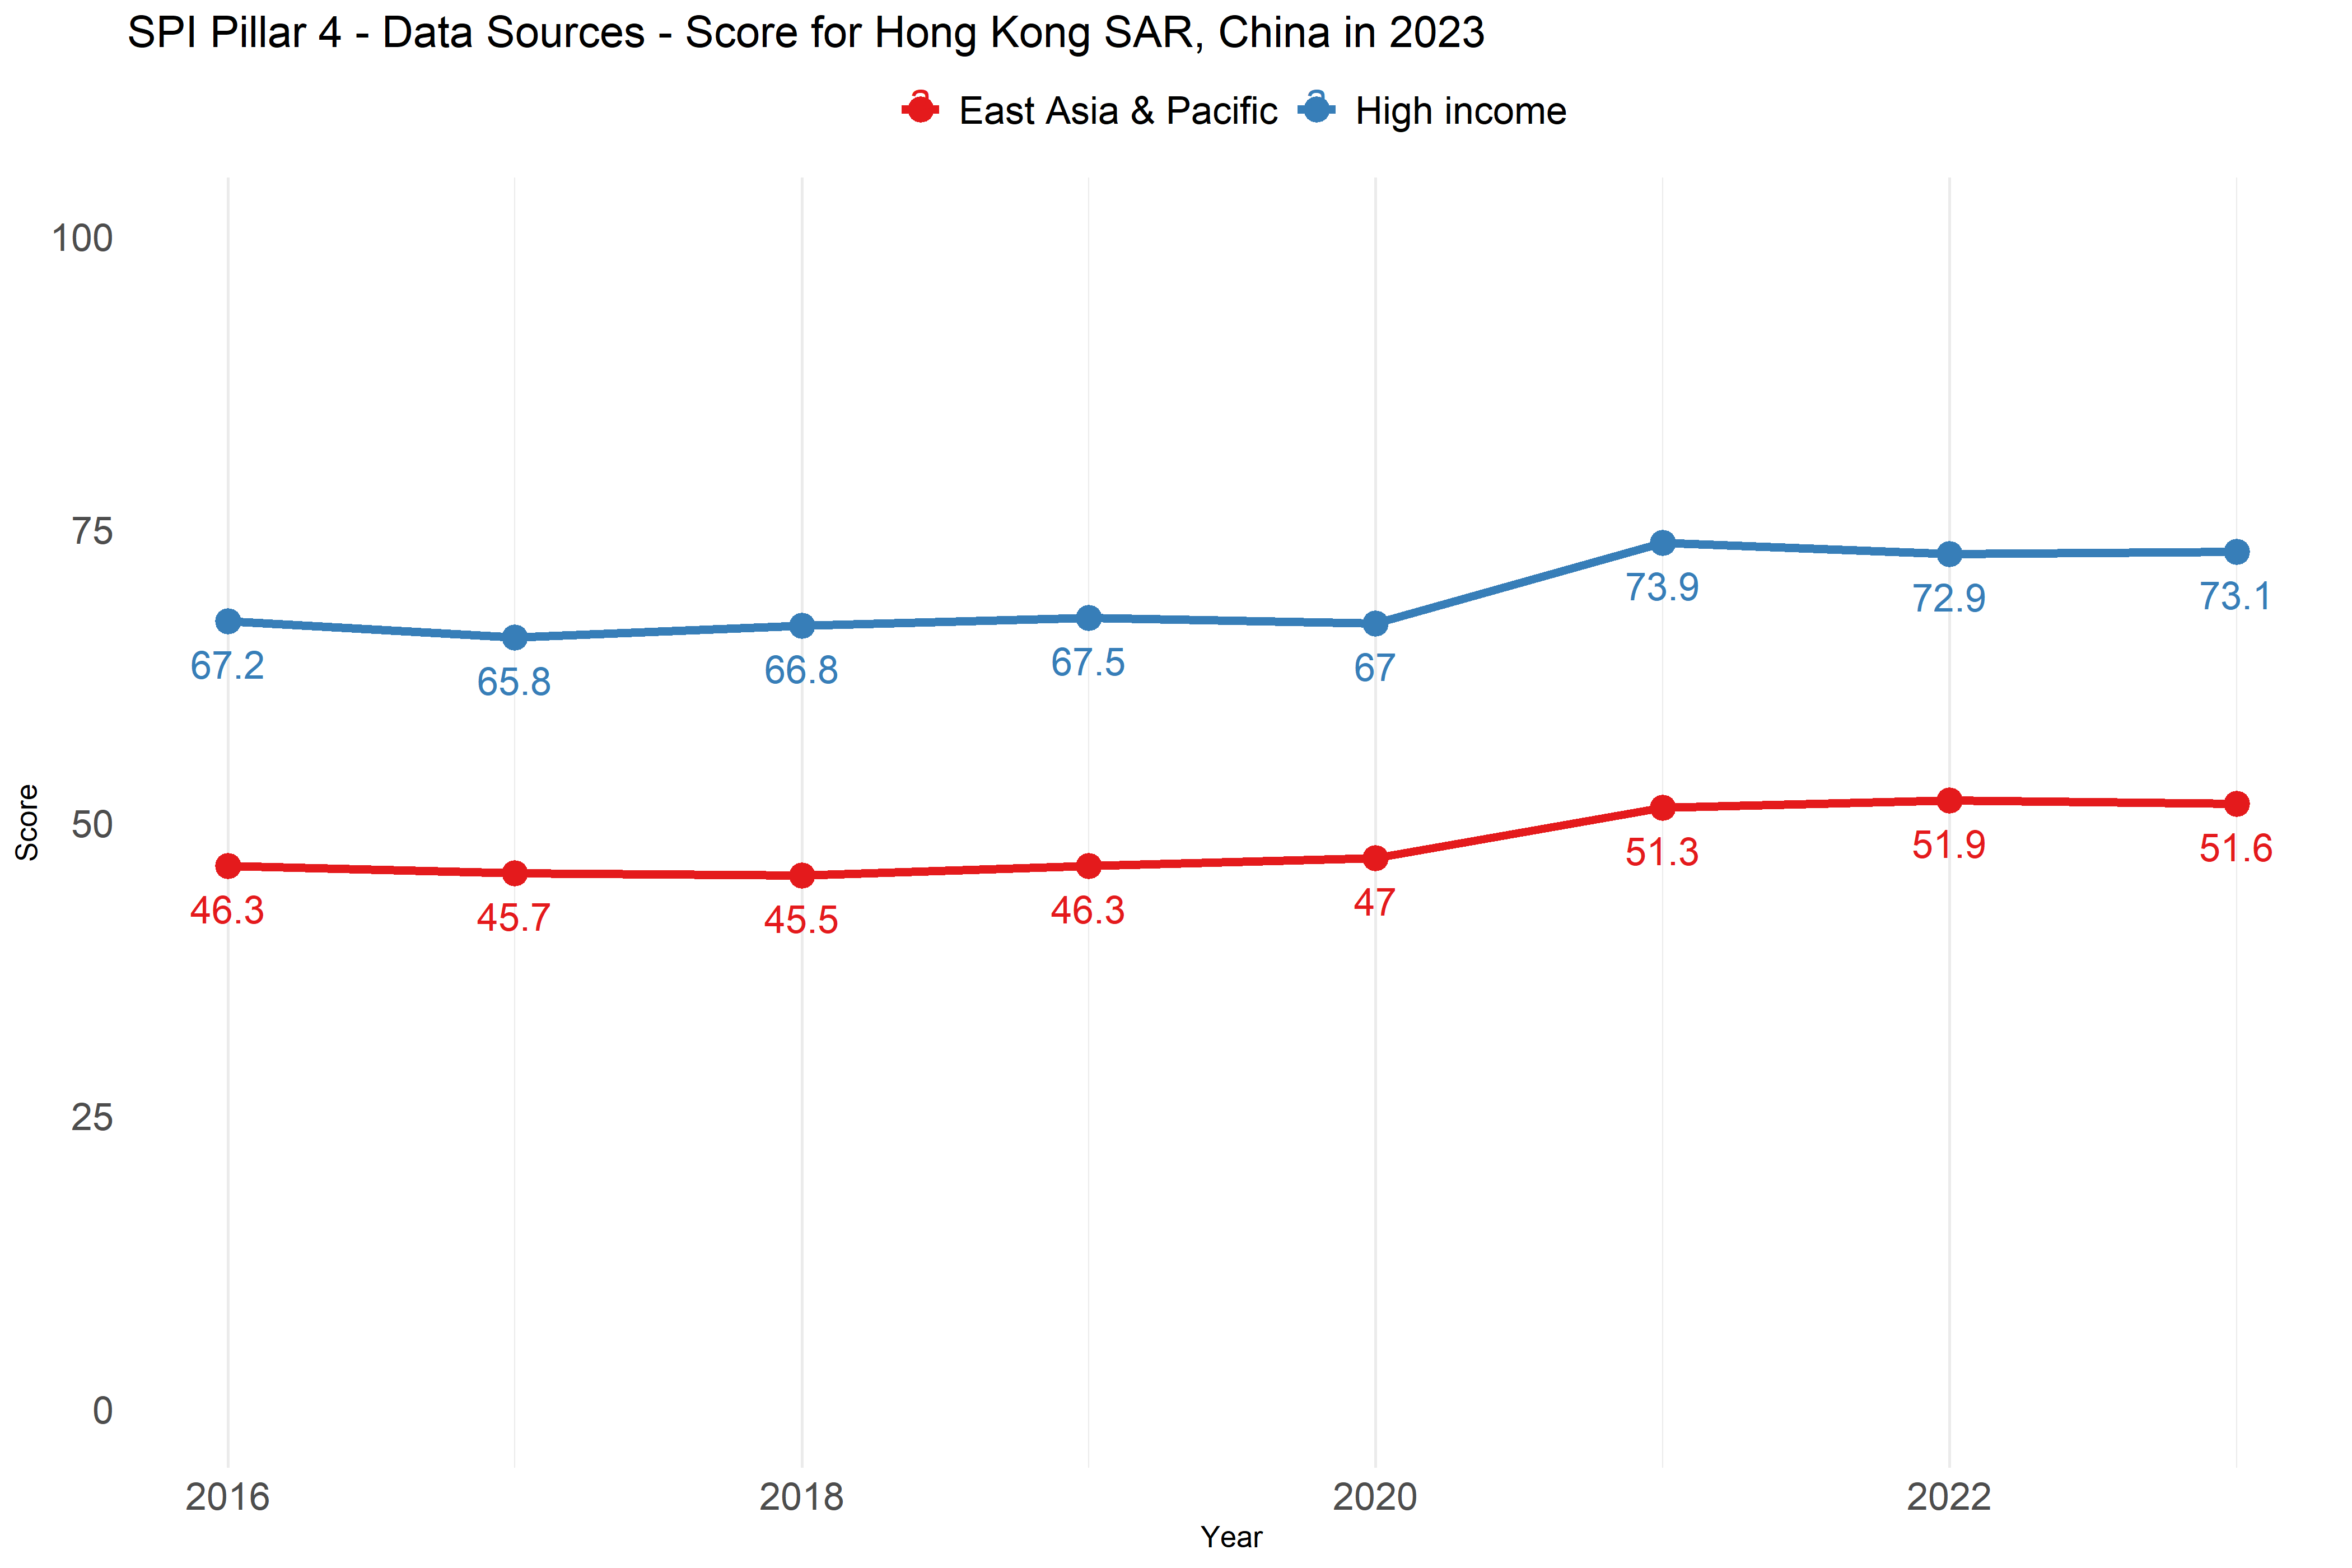 SPI Pillar 4 - Data Sources - Score for Hong Kong SAR, China in 2023
East Asia & Pacific High income
100
75
50
25
0
Score
67.2 65.8 66.8 67.5 67 73.9 72.9 73.1
46.3 45.7 45.5 46.3 47 51.3 51.9 51.6
2016 2018 2020 2022
Year